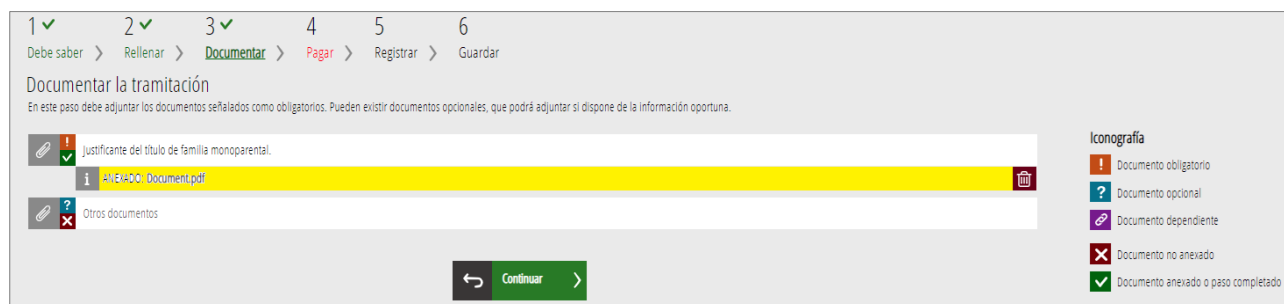 1 2 3 4 5 6
Debe saber Rellenar Documentar Pagar Registrar Guardar
Documentar la tramitación
En este paso debe adjuntar los documentos señalados como obligatorios. Pueden existir documentos opcionales, que podrá adjuntar si dispone de la información oportuna.
! Justificante del título de familia monoparental.
i ANEXADO: Document.pdf
? Otros documentos
Continuar
Iconografía
! Documento obligatorio
? Documento opcional
Documento dependiente
Documento no anexado
Documento anexado o paso completado